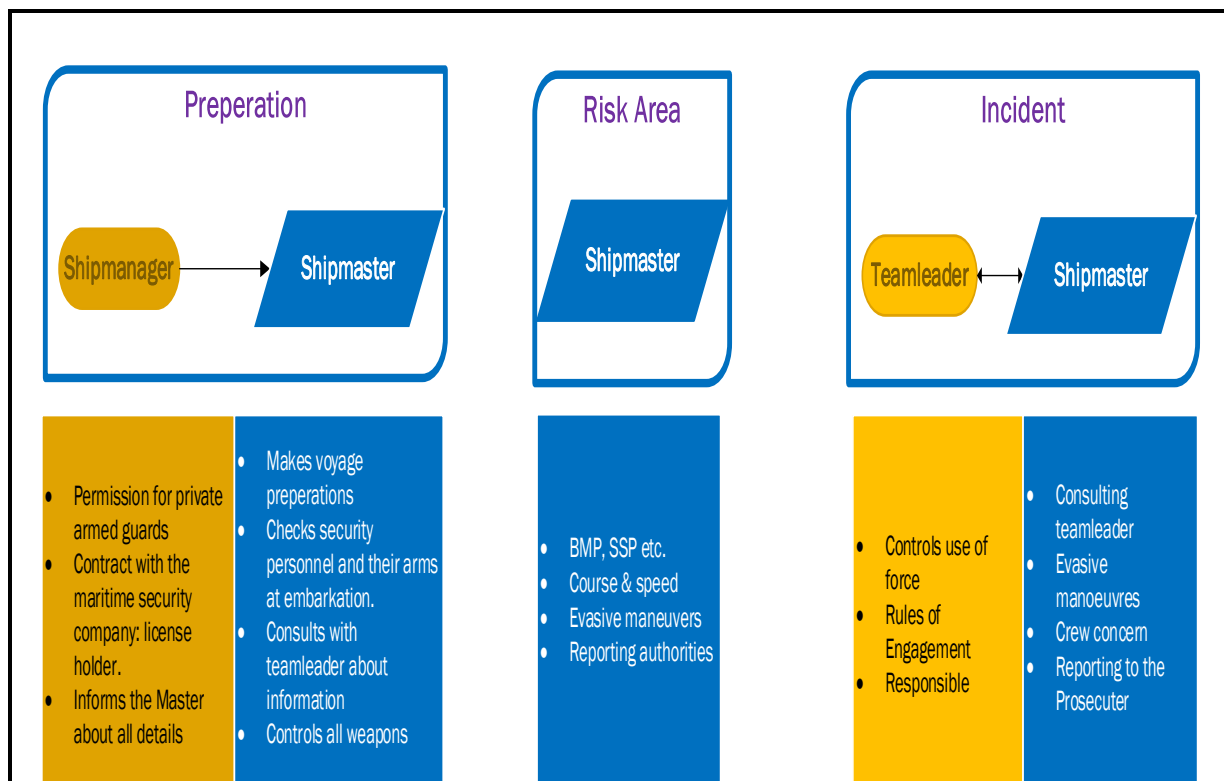 Preperation
Shipmanager
Shipmaster
Risk Area
Shipmaster
Incident
Teamleader
Shipmaster
• Permission for private
armed guards
• Contract with the
maritime security
company: license
holder.
• Informs the Master
about all details
• Makes voyage
preperations
• Checks security
personnel and their arms
at embarkation.
• Consults with
teamleader about
information
• Controls all weapons
• BMP, SSP etc.
• Course & speed
• Evasive maneuvers
• Reporting authorities
• Controls use of
force
• Rules of
Engagement
• Responsible
• Consulting
teamleader
• Evasive
manoeuvres
• Crew concern
• Reporting to the
Prosecuter